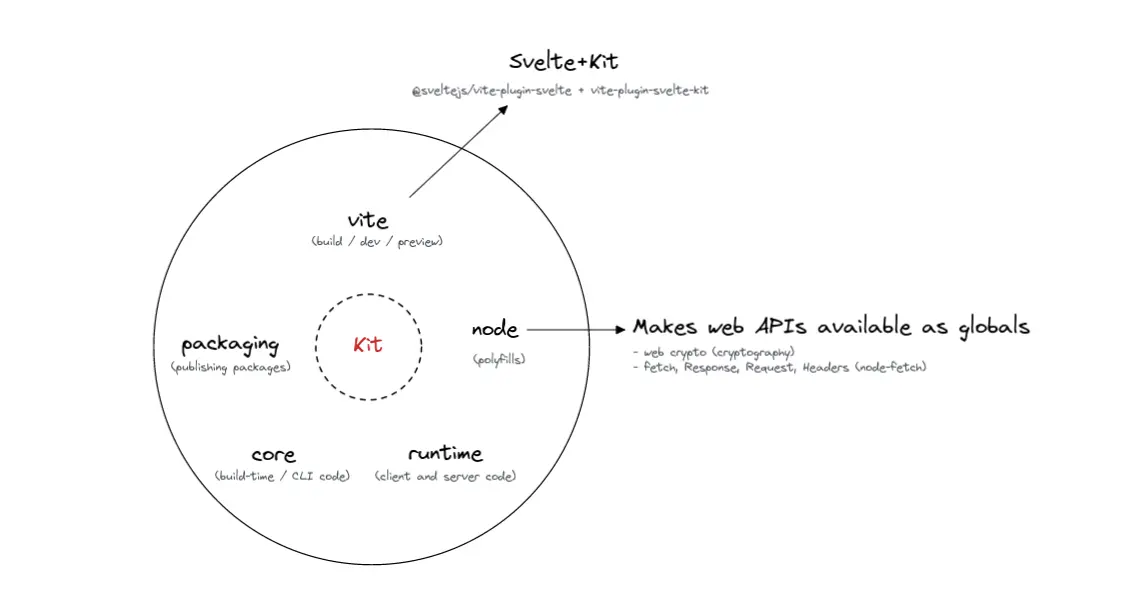 Svelte+Kit
@sveltejs/vite-plugin-svelte + vite-plugin-svelte-kit
vite
(build / dev / preview)
packaging
(publishing packages)
Kit
node
(polyfills)
Makes web APIs available as globals
- web crypto (cryptography)
- fetch, Response, Request, Headers (node-fetch)
core
(build-time / CLI code)
runtime
(client and server code)